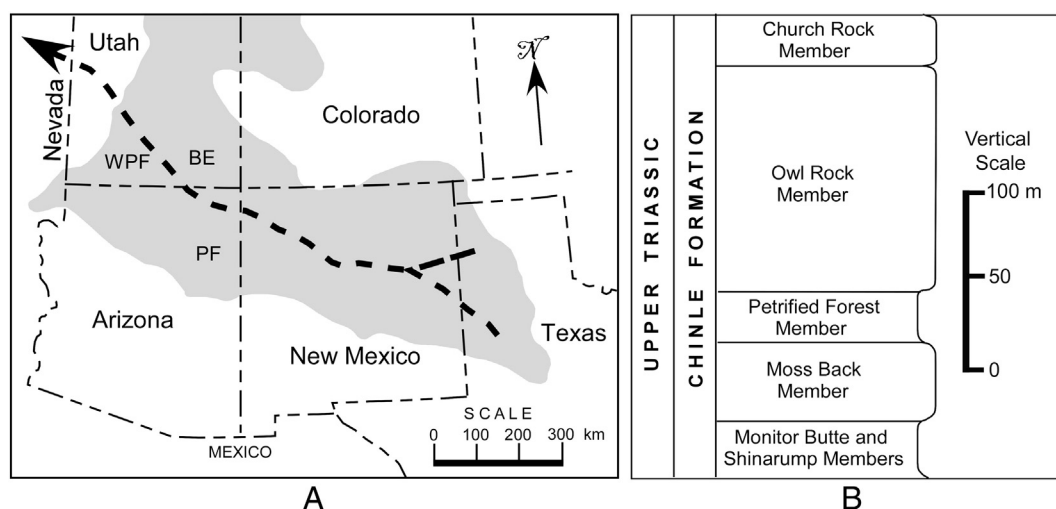 Utah
Nevada
Colorado
WPF
BE
PF
Arizona
New Mexico
Texas
MEXICO
N
SCALE
0 100 200 300 km
A
UPPER TRIASSIC
CHINLE FORMATION
Church Rock
Member
Owl Rock
Member
Petrified Forest
Member
Moss Back
Member
Monitor Butte and
Shinarump Members
Vertical
Scale
100 m
50
0
B